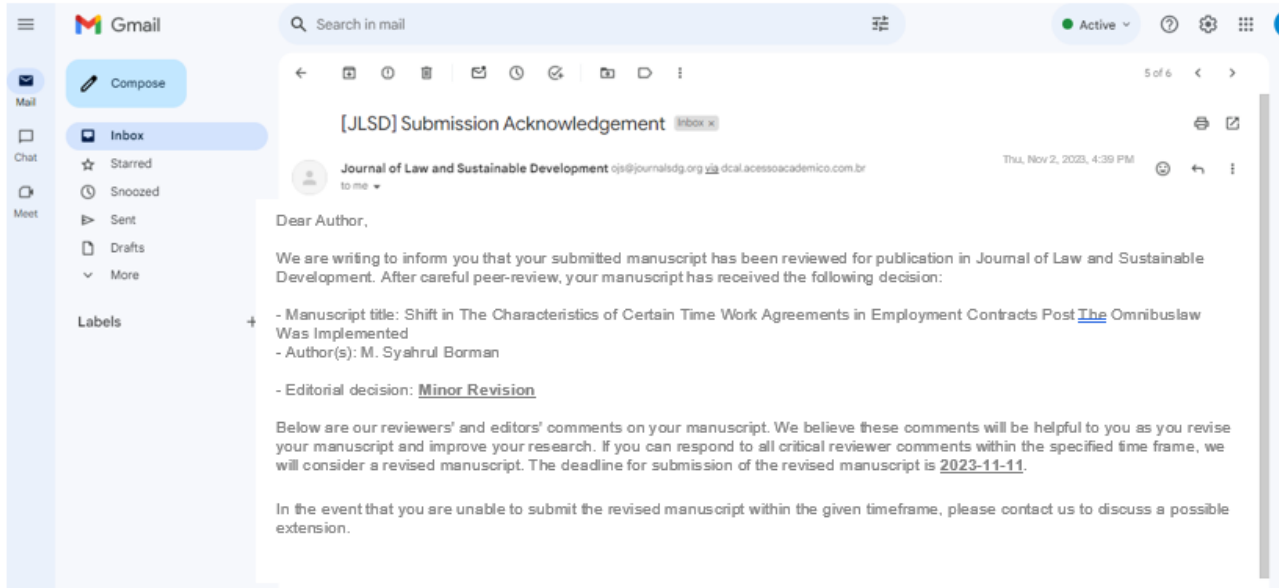 Gmail
Search in mail
Active
Compose
5 of 6
Mail
[JLSD] Submission Acknowledgement Inbox x
Inbox
Chat
Starred
Journal of Law and Sustainable Development ojs@journalsdg.org via dcal.acessoacademico.com.br
Thu, Nov 2, 2023, 4:39 PM
to me
Snoozed
Meet
Sent
Drafts
More
Labels +
Dear Author,
We are writing to inform you that your submitted manuscript has been reviewed for publication in Journal of Law and Sustainable
Development. After careful peer-review, your manuscript has received the following decision:
- Manuscript title: Shift in The Characteristics of Certain Time Work Agreements in Employment Contracts Post The Omnibuslaw
Was Implemented
- Author(s): M. Syahrul Borman
- Editorial decision: Minor Revision
Below are our reviewers' and editors' comments on your manuscript. We believe these comments will be helpful to you as you revise
your manuscript and improve your research. If you can respond to all critical reviewer comments within the specified time frame, we
will consider a revised manuscript. The deadline for submission of the revised manuscript is 2023-11-11.
In the event that you are unable to submit the revised manuscript within the given timeframe, please contact us to discuss a possible
extension.